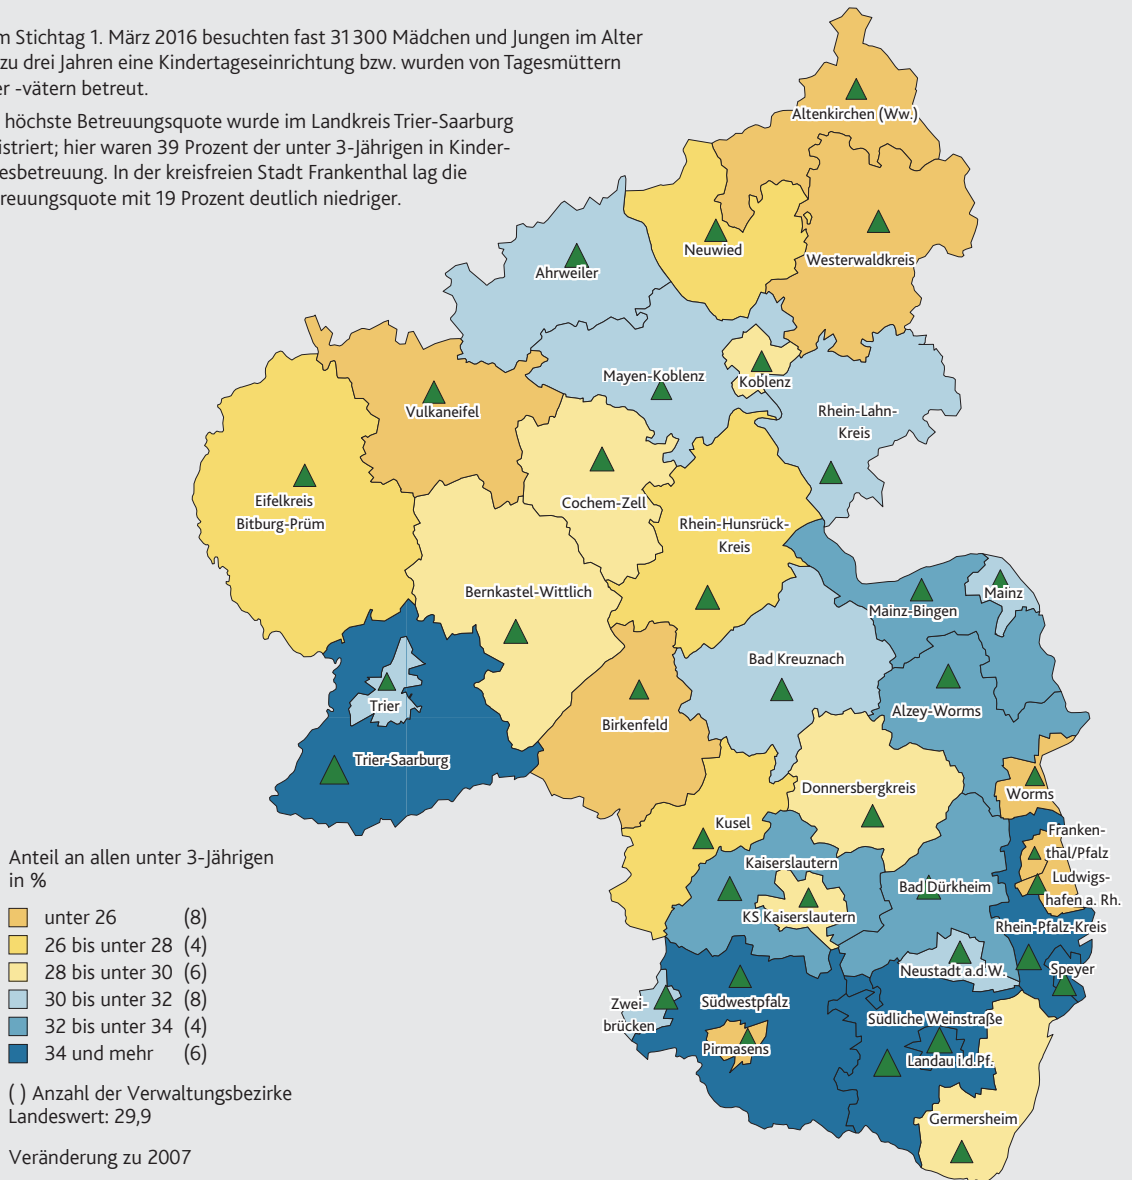 m Stichtag 1. März 2016 besuchten fast 31300 Mädchen und Jungen im Alter
zu drei Jahren eine Kindertageseinrichtung bzw. wurden von Tagesmüttern
er -vätern betreut.
höchste Betreuungsquote wurde im Landkreis Trier-Saarburg
istriert; hier waren 39 Prozent der unter 3-Jährigen in Kinder-
esbetreuung. In der kreisfreien Stadt Frankenthal lag die
treuungsquote mit 19 Prozent deutlich niedriger.
Altenkirchen (Ww.)
Neuwied
Westerwaldkreis
Ahrweiler
Mayen-Koblenz
Koblenz
Vulkaneifel
Rhein-Lahn-
Kreis
Eifelkreis
Bitburg-Prüm
Cochem-Zell
Rhein-Hunsrück-
Kreis
Bernkastel-Wittlich
Mainz-Bingen
Mainz
Bad Kreuznach
Trier
Birkenfeld
Alzey-Worms
Trier-Saarburg
Donnersbergkreis
Worms
Kusel
Franken-
thal/Pfalz
Kaiserslautern
Bad Dürkheim
Ludwigs-
hafen a. Rh.
KS Kaiserslautern
Rhein-Pfalz-Kreis
Neustadt a.d.W.
Speyer
Zwei-
brücken
Südwestpfalz
Südliche Weinstraße
Pirmasens
Landau i.d.Pf.
Germersheim
Anteil an allen unter 3-Jährigen
in %
unter 26 (8)
26 bis unter 28 (4)
28 bis unter 30 (6)
30 bis unter 32 (8)
32 bis unter 34 (4)
34 und mehr (6)
( ) Anzahl der Verwaltungsbezirke
Landeswert: 29,9
Veränderung zu 2007